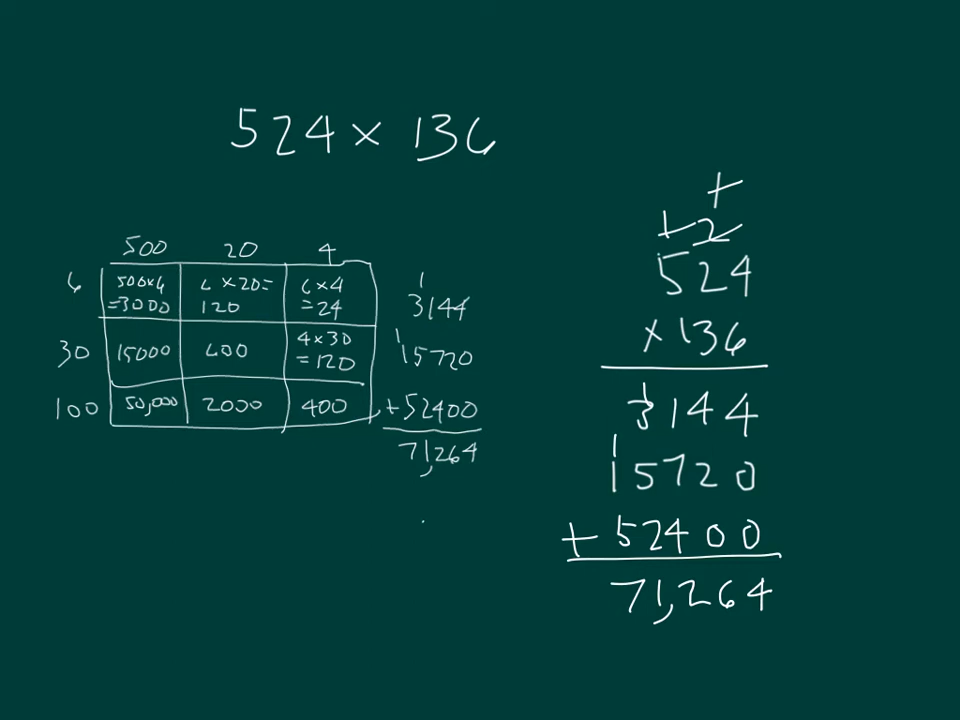 524 × 136
500 20 4
6 500×6 =3000 6 ×20= 120 6 ×4 =24 3144
30 15000 600 4×30 =120 15720
100 50,000 2000 400 +52400
71,264
1
1 2
524
×136
3144
15720
+52400
71,264